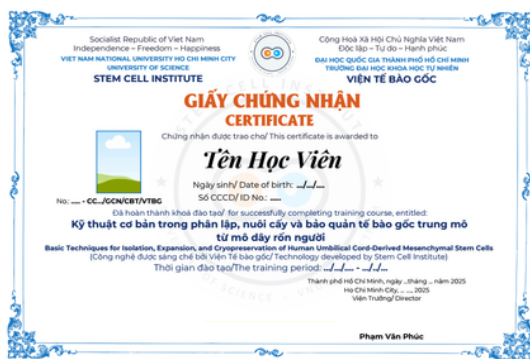 Socialist Republic of Viet Nam
Independence – Freedom – Happiness
VIET NAM NATIONAL UNIVERSITY HO CHI MINH CITY
UNIVERSITY OF SCIENCE
STEM CELL INSTITUTE
Cộng Hoà Xã Hội Chủ Nghĩa Việt Nam
Độc lập – Tự do – Hạnh phúc
ĐẠI HỌC QUỐC GIA THÀNH PHỐ HỒ CHÍ MINH
TRƯỜNG ĐẠI HỌC KHOA HỌC TỰ NHIÊN
VIỆN TẾ BÀO GỐC
GIẤY CHỨNG NHẬN
CERTIFICATE
Chứng nhận được trao cho/ This certificate is awarded to
Tên Học Viên
Ngày sinh/ Date of birth: .../.../....
Số CCCD/ ID No.: .....
No.: .... - CC.../GCN/CBT/VTBG
Đã hoàn thành khoá đào tạo/ for successfully completing training course, entitled:
Kỹ thuật cơ bản trong phân lập, nuôi cấy và bảo quản tế bào gốc trung mô
từ mô dây rốn người
Basic Techniques for Isolation, Expansion, and Cryopreservation of Human Umbilical Cord-Derived Mesenchymal Stem Cells
(Công nghệ được sáng chế bởi Viện Tế bào gốc/ Technology developed by Stem Cell Institute)
Thời gian đào tạo/The training period: .../.../.... - .../.../...
Thành phố Hồ Chí Minh, ngày ...tháng ... năm 2025
Ho Chi Minh City, ... ..., 2025
Viện Trưởng/ Director
Phạm Văn Phúc